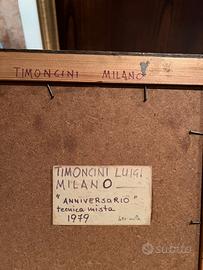 TIMONCINI MILANO
TIMONCINI LUIGI
MILANO
"ANNIVERSARIO"
tecnica mista
1979
subito